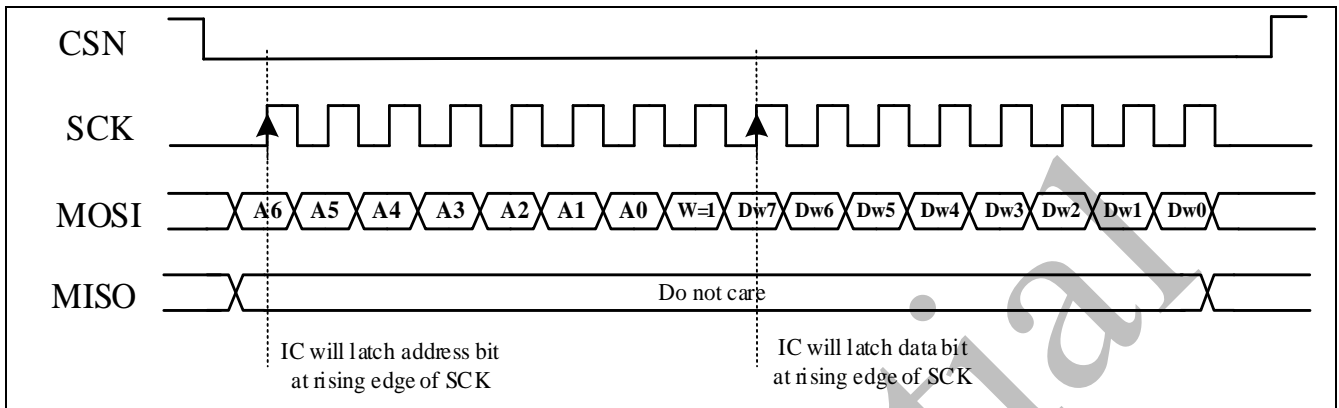 CSN
SCK
MOSI A6 A5 A4 A3 A2 A1 A0 W=1 Dw7 Dw6 Dw5 Dw4 Dw3 Dw2 Dw1 Dw0
MISO Do not care
IC will latch address bit
at rising edge of SCK
IC will latch data bit
at rising edge of SCK
tial